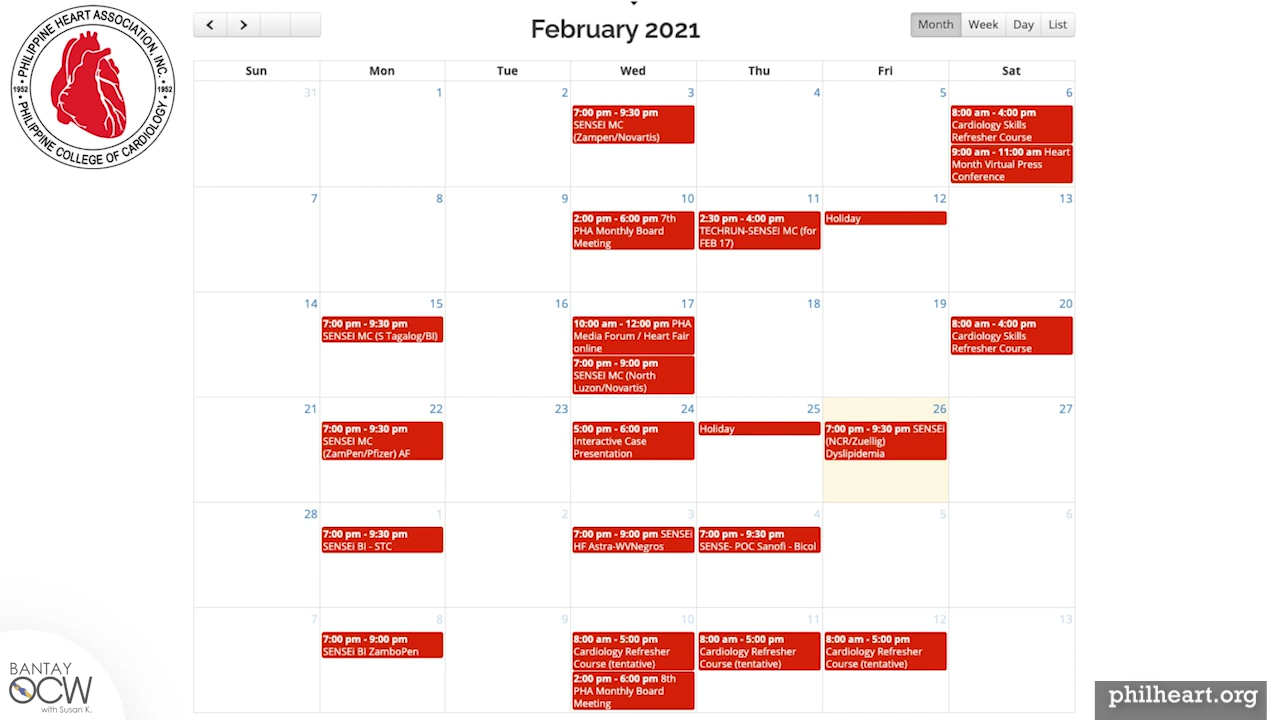 PHILIPPINE HEART ASSOCIATION, INC.
1952
1952
PHILIPPINE COLLEGE OF CARDIOLOGY
February 2021
Month Week Day List
Sun Mon Tue Wed Thu Fri Sat
31 1 2 3 4 5 6
7:00 pm - 9:30 pm
SENSEI MC
(Zampen/Novartis)
8:00 am - 4:00 pm
Cardiology Skills
Refresher Course
9:00 am - 11:00 am Heart
Month Virtual Press
Conference
7 8 9 10 11 12 13
2:00 pm - 6:00 pm 7th
PHA Monthly Board
Meeting
2:30 pm - 4:00 pm
TECHRUN-SENSEI MC (for
FEB 17)
Holiday
14 15 16 17 18 19 20
7:00 pm - 9:30 pm
SENSEI MC (S Tagalog/BI)
10:00 am - 12:00 pm PHA
Media Forum / Heart Fair
online
7:00 pm - 9:00 pm
SENSEI MC (North
Luzon/Novartis)
8:00 am - 4:00 pm
Cardiology Skills
Refresher Course
21 22 23 24 25 26 27
7:00 pm - 9:30 pm
SENSEI MC
(ZamPen/Pfizer) AF
5:00 pm - 6:00 pm
Interactive Case
Presentation
Holiday
7:00 pm - 9:30 pm SENSEi
(NCR/Zuellig)
Dyslipidemia
28 1 2 3 4 5 6
7:00 pm - 9:30 pm
SENSEi BI - STC
7:00 pm - 9:00 pm SENSEi
HF Astra-WVNegros
7:00 pm - 9:30 pm
SENSE- POC Sanofi - Bicol
7 8 9 10 11 12 13
7:00 pm - 9:00 pm
SENSEi BI ZamboPen
8:00 am - 5:00 pm
Cardiology Refresher
Course (tentative)
2:00 pm - 6:00 pm 8th
PHA Monthly Board
Meeting
8:00 am - 5:00 pm
Cardiology Refresher
Course (tentative)
8:00 am - 5:00 pm
Cardiology Refresher
Course (tentative)
BANTAY
OCW
with Susan K.
philheart.org